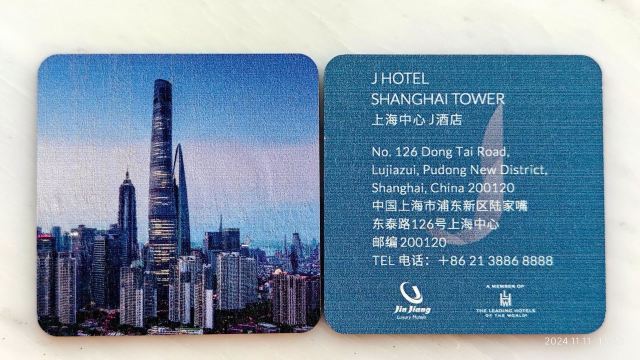 J HOTEL
SHANGHAI TOWER
上海中心 J酒店
No. 126 Dong Tai Road,
Lujiazui, Pudong New District,
Shanghai, China 200120
中国上海市浦东新区陆家嘴
东泰路126号上海中心
邮编 200120
TEL 电话：+86 21 3886 8888
Jin Jiang
Luxury Hotels
A MEMBER OF
THE LEADING HOTELS
OF THE WORLD®
2024 11 11